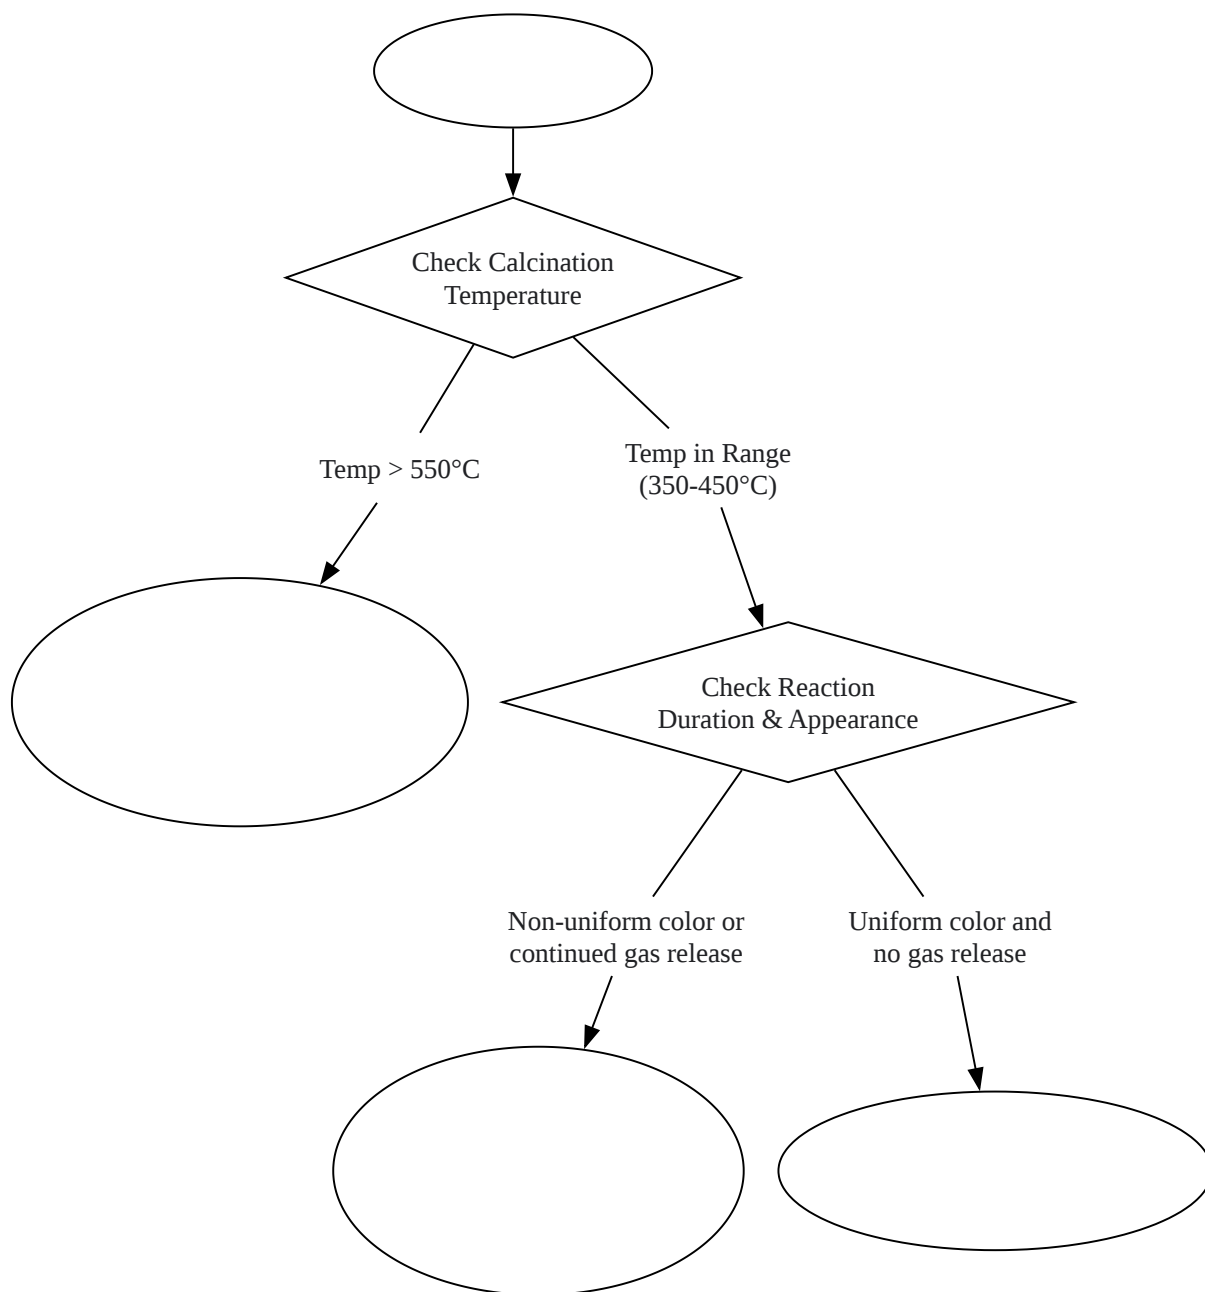 Check Calcination
Temperature
Temp > 550°C
Temp in Range
(350-450°C)
Check Reaction
Duration & Appearance
Non-uniform color or
continued gas release
Uniform color and
no gas release